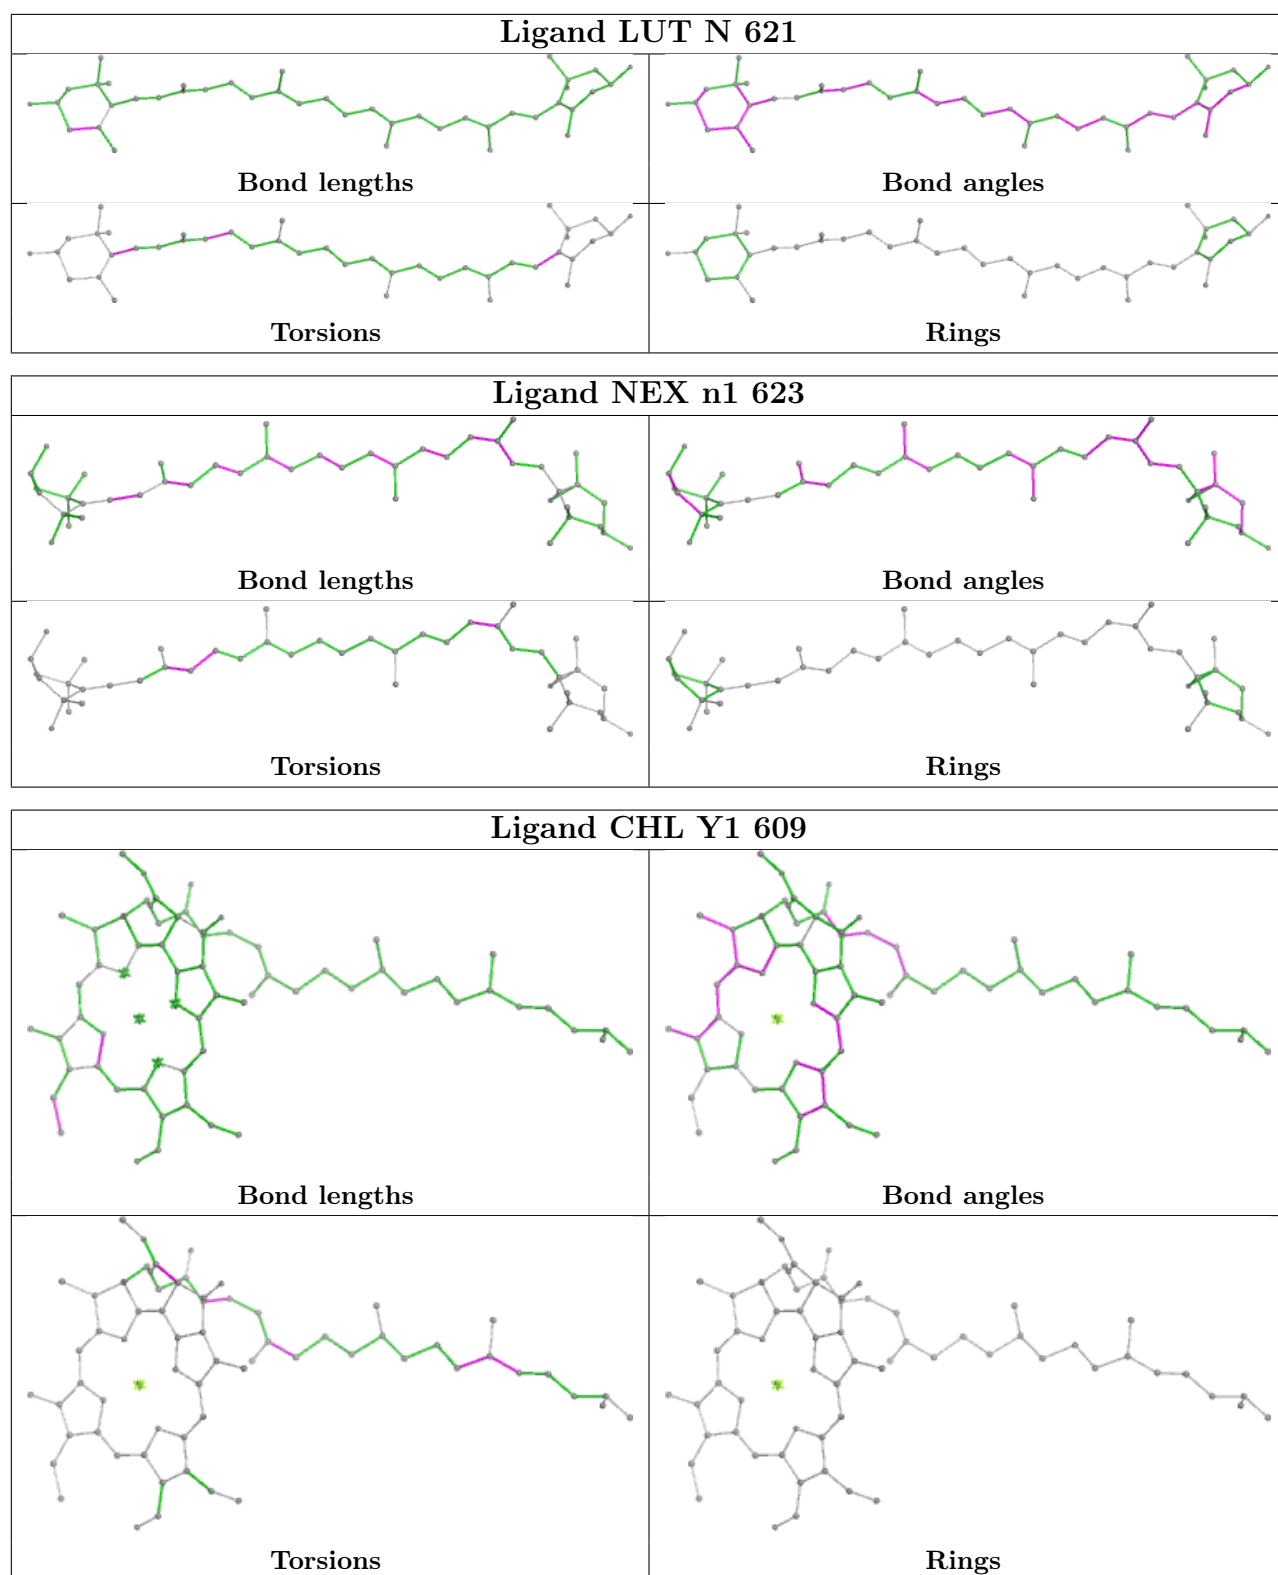 Ligand LUT N 621
Bond lengths
Bond angles
Torsions
Rings
Ligand NEX n1 623
Bond lengths
Bond angles
Torsions
Rings
Ligand CHL Y1 609
Bond lengths
Bond angles
Torsions
Rings